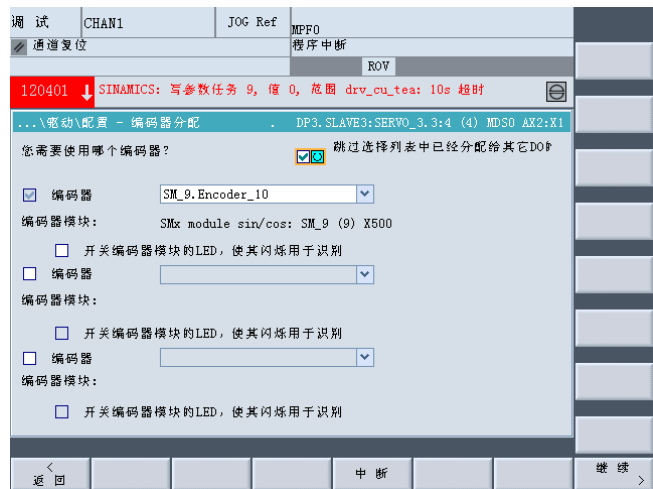 调 试 CHAN1 JOG Ref MPF0
通道复位 程序中断
ROV
120401 SINAMICS: 写参数任务 9, 值 0, 范围 drv_cu_tea: 10s 超时
...\驱动\配置 - 编码器分配 . DP3.SLAVE3:SERVO_3.3:4 (4) MDS0 AX2:X1
您需要使用哪个编码器? 跳过选择列表中已经分配给其它DO
编码器 SM_9.Encoder_10
编码器模块: SMx module sin/cos: SM_9 (9) X500
开关编码器模块的LED, 使其闪烁用于识别
编码器
编码器模块:
开关编码器模块的LED, 使其闪烁用于识别
编码器
编码器模块:
开关编码器模块的LED, 使其闪烁用于识别
< 返 回 中 断 继 续 >